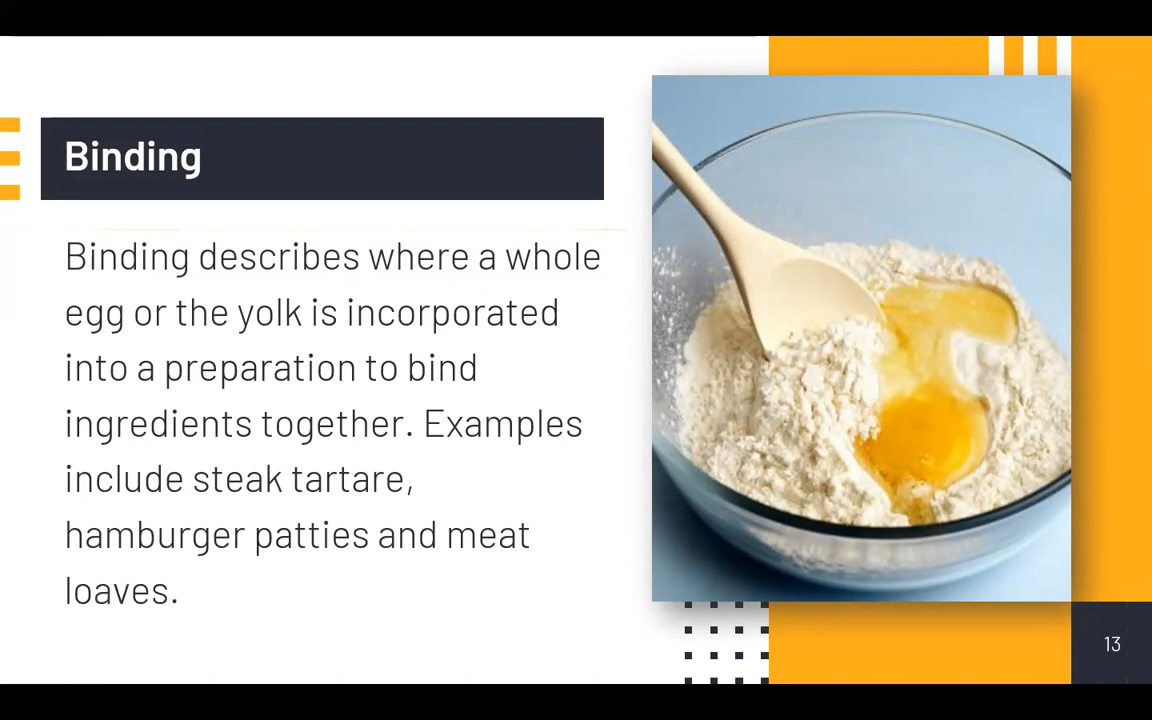 Binding
Binding describes where a whole
egg or the yolk is incorporated
into a preparation to bind
ingredients together. Examples
include steak tartare,
hamburger patties and meat
loaves.
13